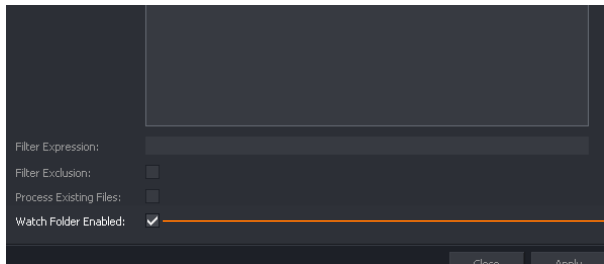 Filter Expression:
Filter Exclusion:
Process Existing Files:
Watch Folder Enabled:
Close Apply